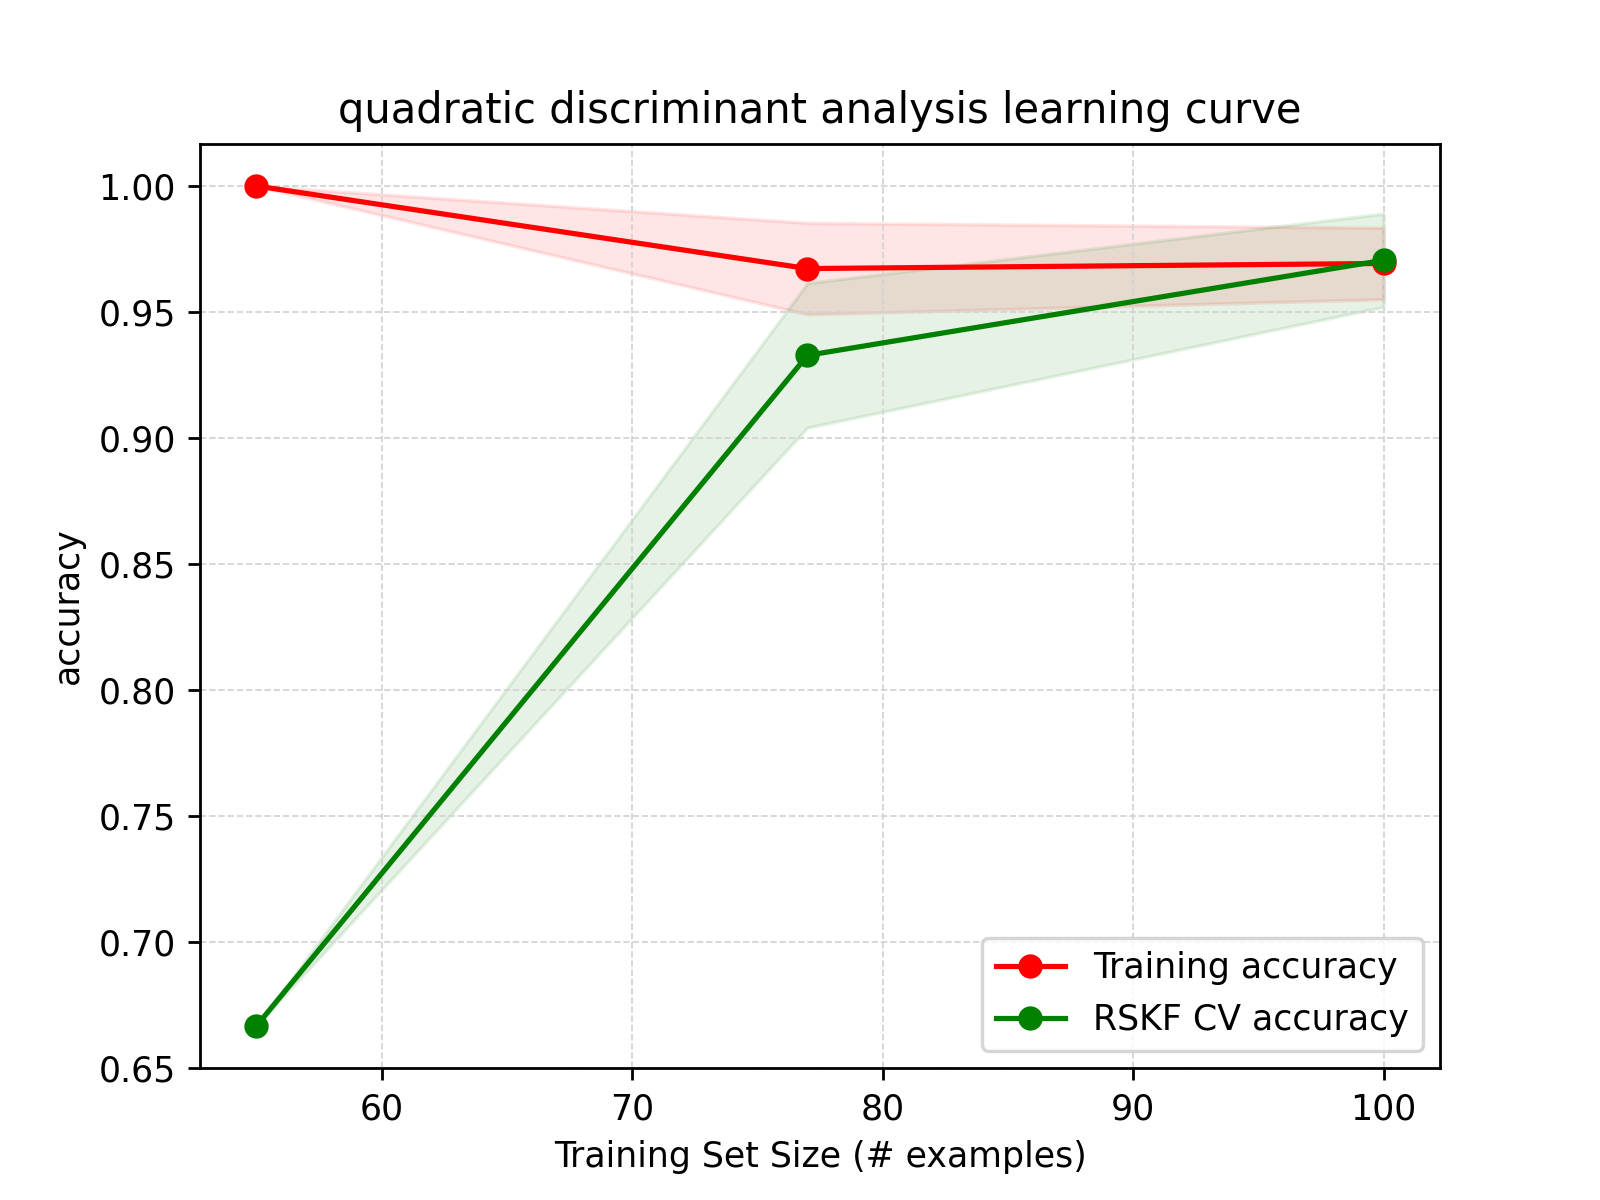 quadratic discriminant analysis learning curve
1.00
0.95
0.90
0.85
0.80
0.75
0.70
0.65
accuracy
Training accuracy
RSKF CV accuracy
60 70 80 90 100
Training Set Size (# examples)